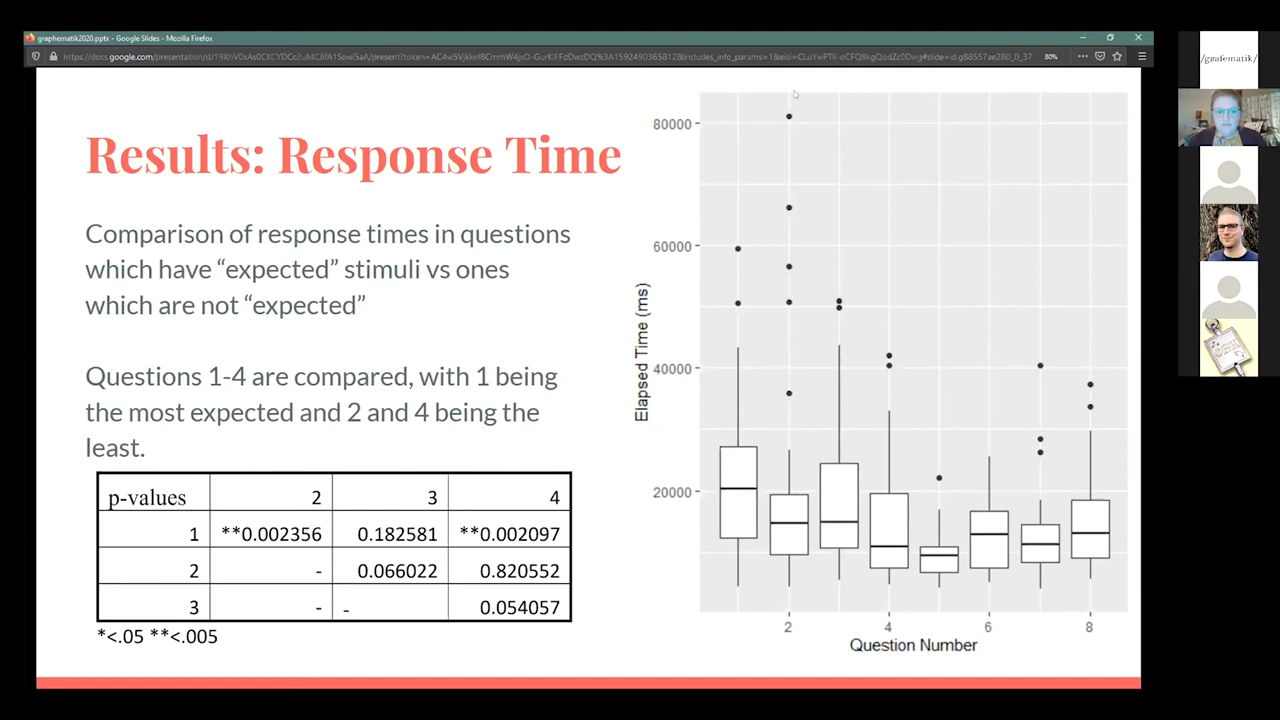 graphematik2020.pptx - Google Slides - Mozilla Firefox
80%
/grafematik/
Results: Response Time
Comparison of response times in questions
which have “expected” stimuli vs ones
which are not “expected”
Questions 1-4 are compared, with 1 being
the most expected and 2 and 4 being the
least.
p-values 2 3 4
1 **0.002356 0.182581 **0.002097
2 - 0.066022 0.820552
3 - - 0.054057
*<.05 **<.005
Elapsed Time (ms)
80000
60000
40000
20000
2 4 6 8
Question Number